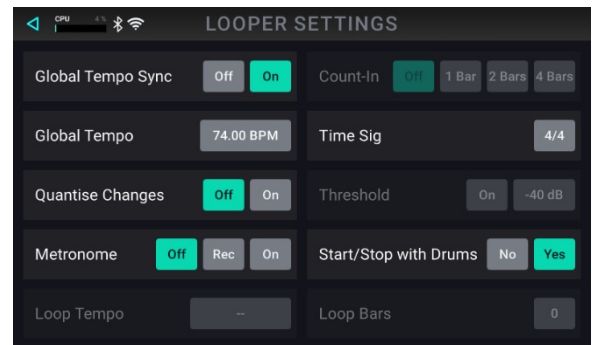 CPU 4 % LOOPER SETTINGS
Global Tempo Sync Off On Count-In Off 1 Bar 2 Bars 4 Bars
Global Tempo 74.00 BPM Time Sig 4/4
Quantise Changes Off On Threshold On -40 dB
Metronome Off Rec On Start/Stop with Drums No Yes
Loop Tempo -- Loop Bars 0